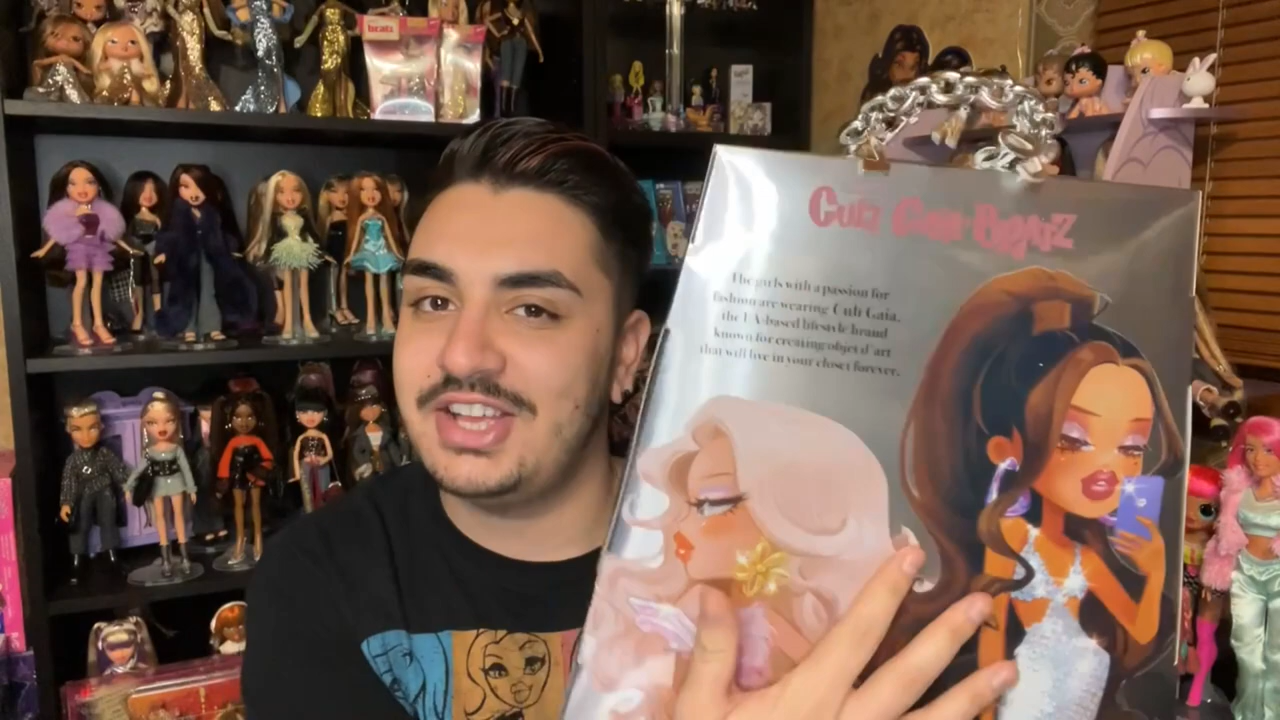 Bratz
Cult Gaia Bratz
The girls with a passion for
fashion are wearing Cult Gaia,
the LA-based lifestyle brand
known for creating objet d'art
that will live in your closet forever.